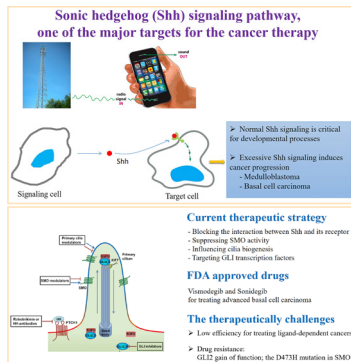 Sonic hedgehog (Shh) signaling pathway,
one of the major targets for the cancer therapy
sound
OUT
radio
signal
IN
Shh
Signaling cell
Target cell
➢ Normal Shh signaling is critical
for developmental processes
➢ Excessive Shh signaling induces
cancer progression
- Medulloblastoma
- Basal cell carcinoma
Primary cilia
modulators
Primary
cilium
SMO modulators
SMO
PTCH1
GLI modulators
Current therapeutic strategy
- Blocking the interaction between Shh and its receptor
- Suppressing SMO activity
- Influencing cilia biogenesis
- Targeting GLI transcription factors
FDA approved drugs
Vismodegib and Sonidegib
for treating advanced basal cell carcinoma
The therapeutically challenges
➢ Low efficiency for treating ligand-dependent cancers
➢ Drug resistance:
GLI2 gain of function; the D473H mutation in SMO